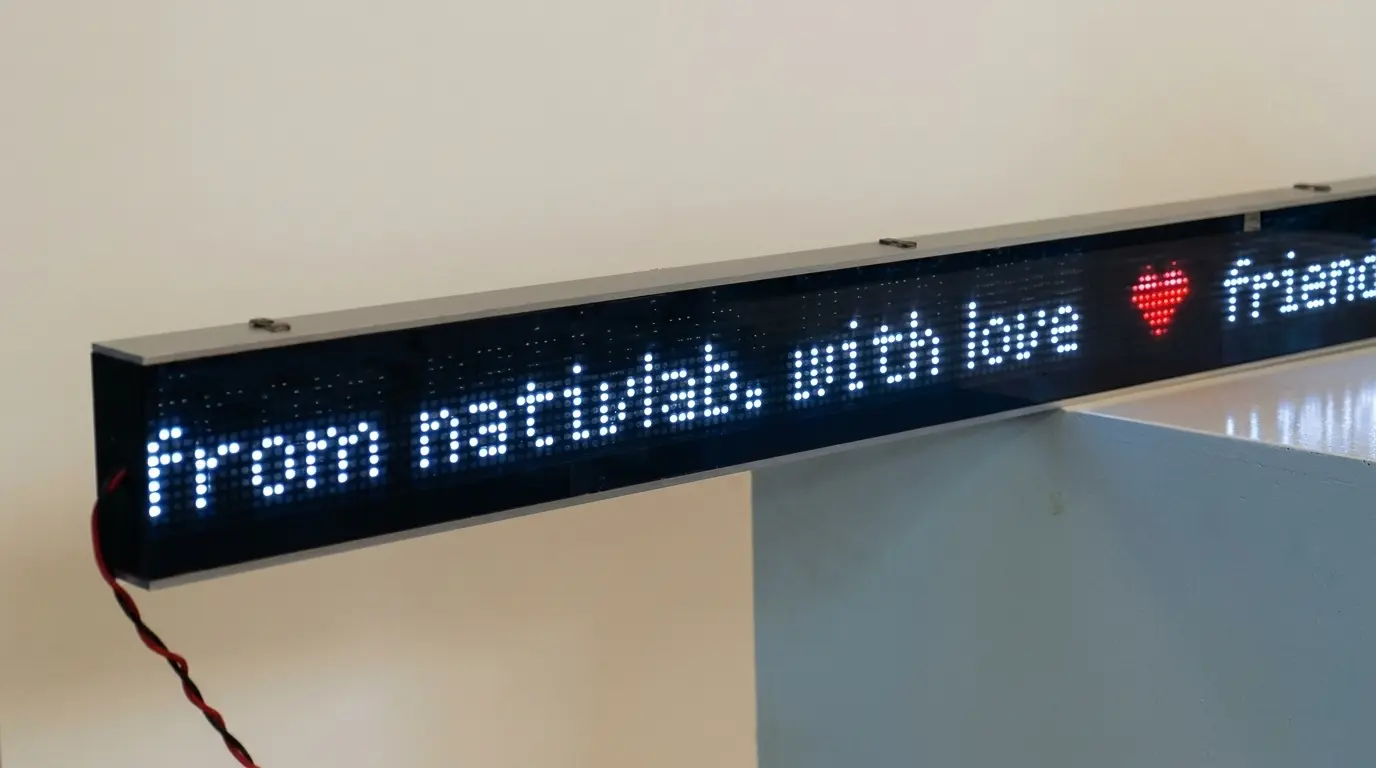 from nativlab, with love ❤ friend